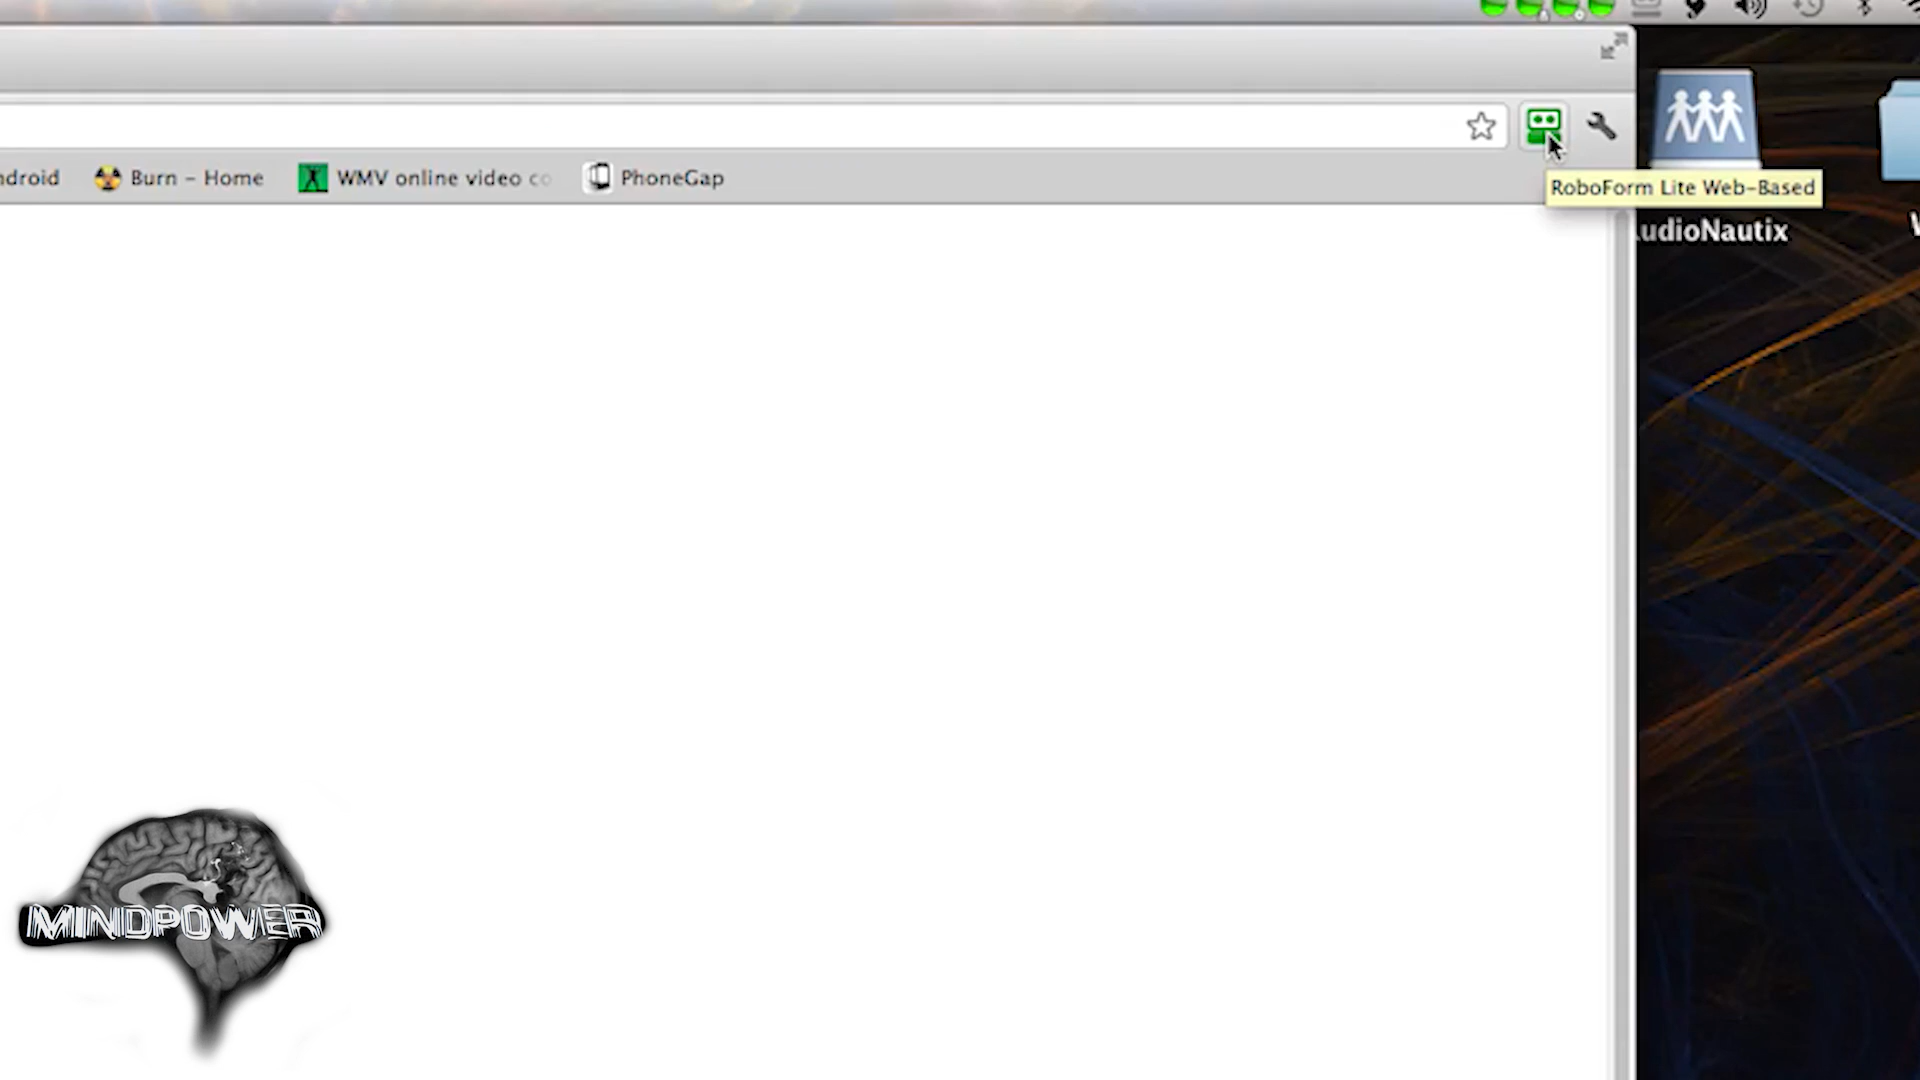 ndroid
Burn - Home
WMV online video co
PhoneGap
RoboForm Lite Web-Based
udioNautix
MINDPOWER